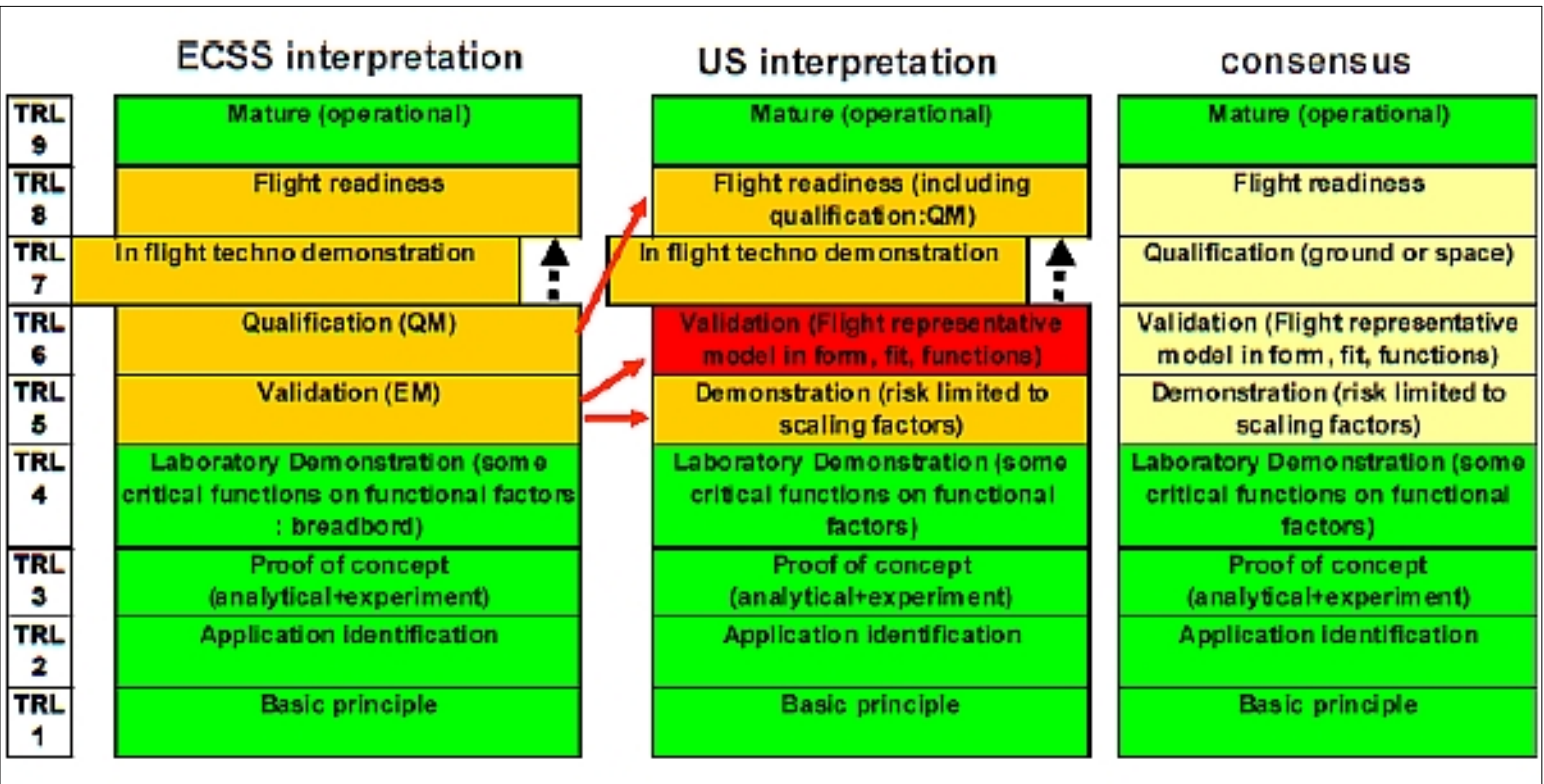 ECSS interpretation
US interpretation
consensus
TRL
9
Mature (operational)
Mature (operational)
Mature (operational)
TRL
8
Flight readiness
Flight readiness (including
qualification:QM)
Flight readiness
TRL
7
In flight techno demonstration
In flight techno demonstration
Qualification (ground or space)
TRL
6
Qualification (QM)
Validation (Flight representative
model in form, fit, functions)
Validation (Flight representative
model in form, fit, functions)
TRL
5
Validation (EM)
Demonstration (risk limited to
scaling factors)
Demonstration (risk limited to
scaling factors)
TRL
4
Laboratory Demonstration (some
critical functions on functional factors
: breadbord)
Laboratory Demonstration (some
critical functions on functional
factors)
Laboratory Demonstration (some
critical functions on functional
factors)
TRL
3
Proof of concept
(analytical+experiment)
Proof of concept
(analytical+experiment)
Proof of concept
(analytical+experiment)
TRL
2
Application identification
Application identification
Application identification
TRL
1
Basic principle
Basic principle
Basic principle